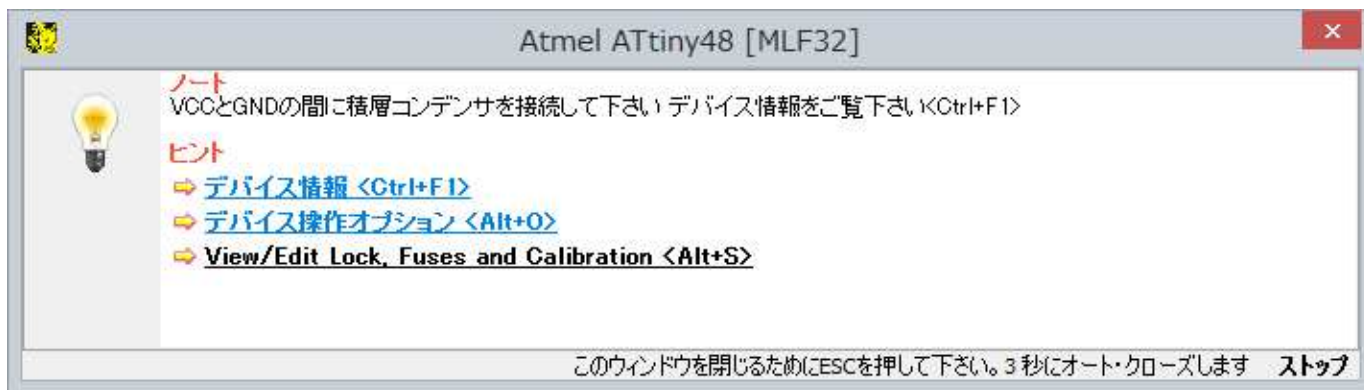 Atmel ATtiny48 [MLF32]
ノート
VCCとGNDの間に積層コンデンサを接続して下さい デバイス情報をご覧下さい<Ctrl+F1>
ヒント
デバイス情報 <Ctrl+F1>
デバイス操作オプション <Alt+O>
View/Edit Lock, Fuses and Calibration <Alt+S>
このウィンドウを閉じるためにESCを押して下さい。3 秒にオート・クローズします ストップ